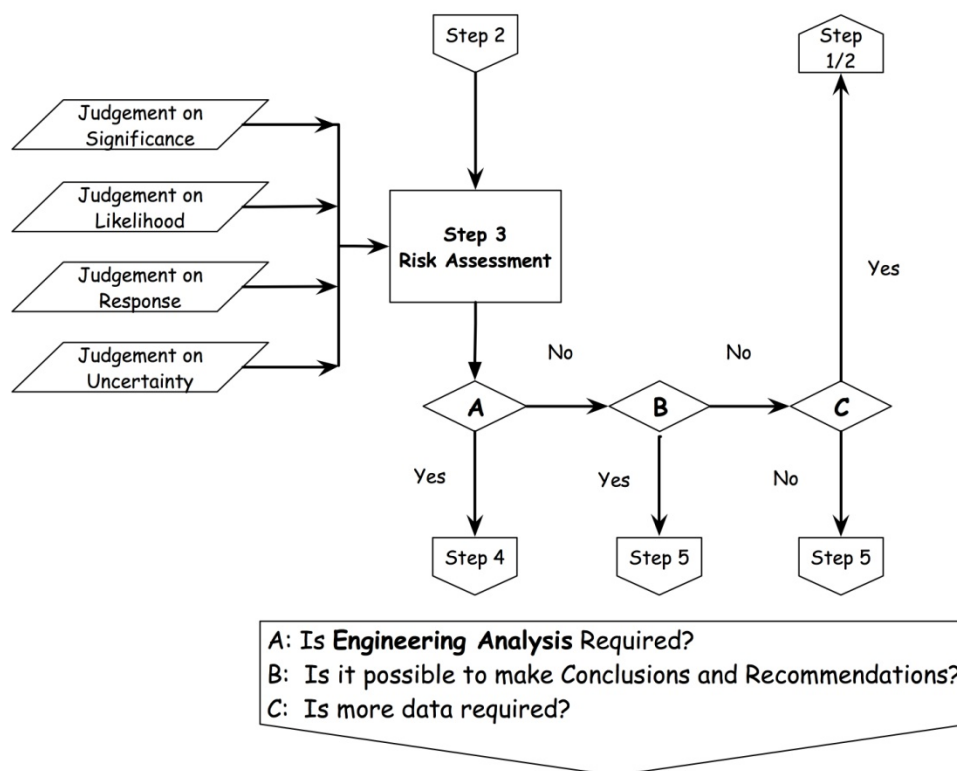 Step 2
Step
1/2
Judgement on
Significance
Judgement on
Likelihood
Step 3
Risk Assessment
Yes
Judgement on
Response
Judgement on
Uncertainty
No
No
A
B
C
Yes
Yes
No
Step 4
Step 5
Step 5
A: Is Engineering Analysis Required?
B: Is it possible to make Conclusions and Recommendations?
C: Is more data required?